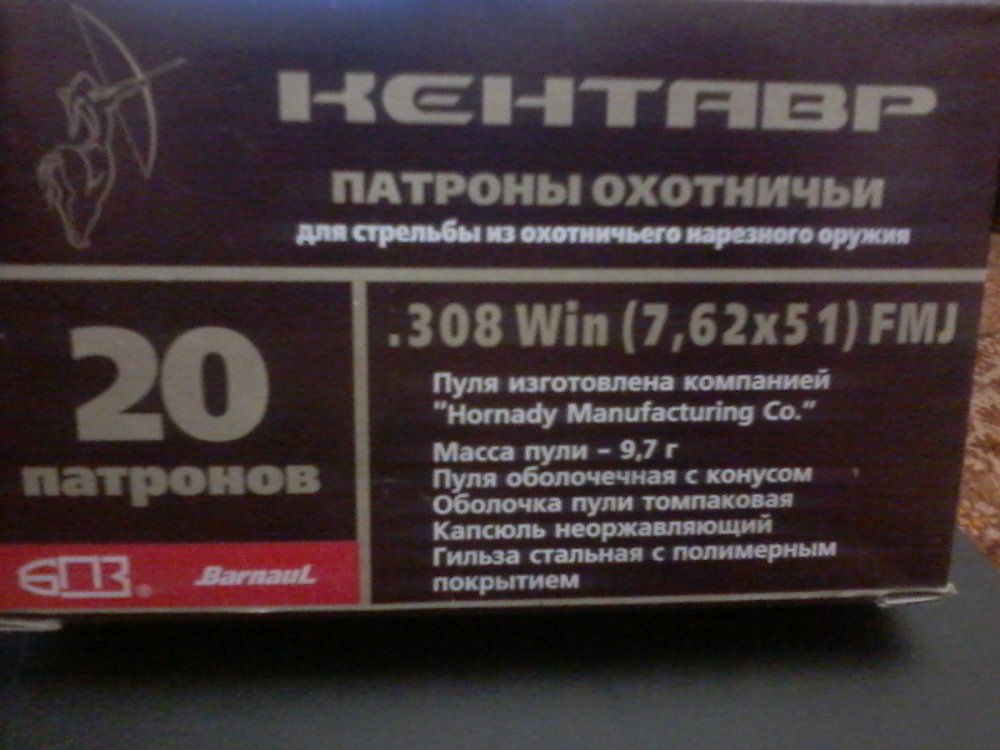 КЕНТАВР
ПАТРОНЫ ОХОТНИЧЬИ
для стрельбы из охотничьего нарезного оружия
20
патронов
БПЗ®
Barnaul
.308 Win (7,62x51) FMJ
Пуля изготовлена компанией
"Hornady Manufacturing Co."
Масса пули – 9,7 г
Пуля оболочечная с конусом
Оболочка пули томпаковая
Капсюль неоржавляющий
Гильза стальная с полимерным
покрытием